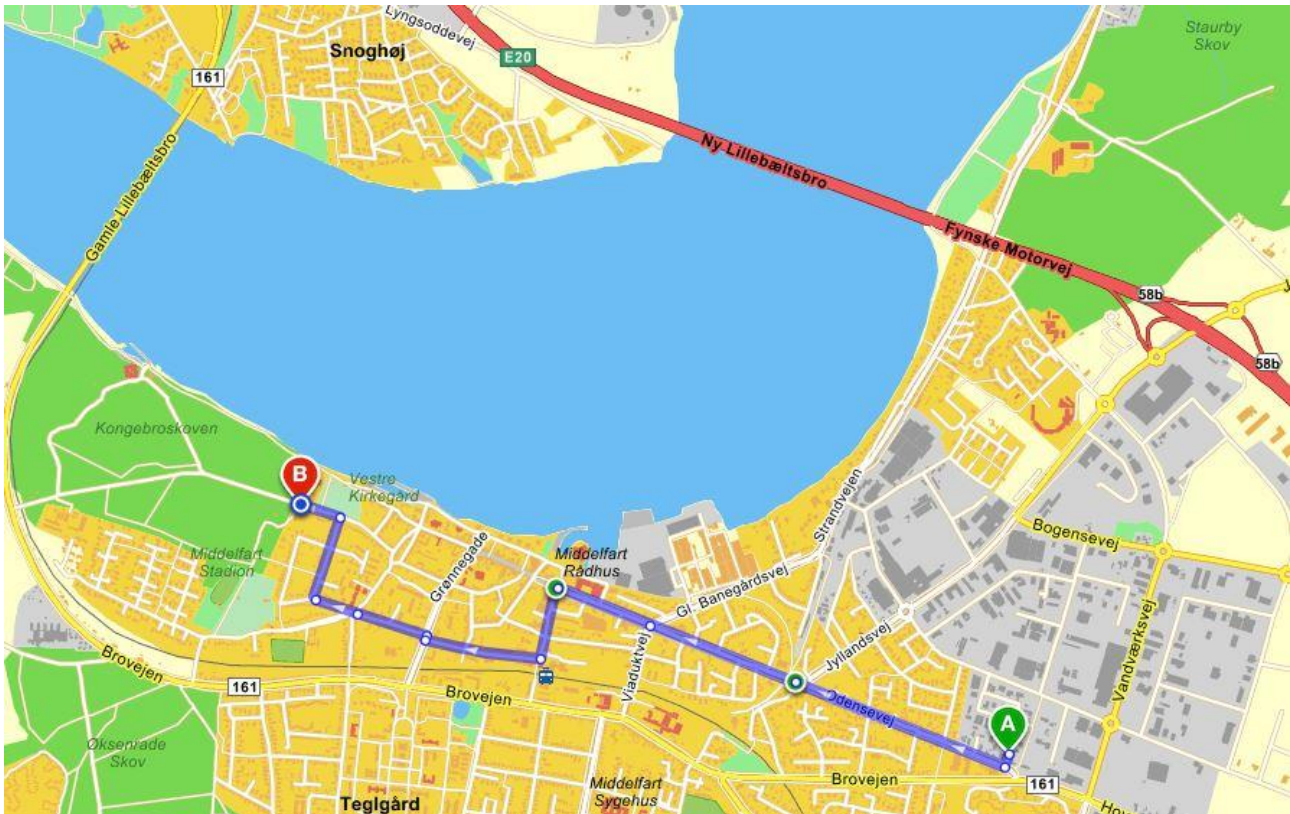 Lyngsoddevej
Staurby
Skov
Snoghøj
E20
161
Ny Lillebæltsbro
Gamle Lillebæltsbro
Fynske Motorvej
58b
58b
Kongebroskoven
B
Vestre
Kirkegård
Strandvejen
Bogensevej
Middelfart
Stadion
Grønnegade
Middelfart
Rådhus
Gl- Banegårdsvej
Jyllandsvej
Vandværksvej
Viaduktvej
Brovejen
161
Brovejen
Odensevej
A
Øksenrade
Skov
Brovejen
161
Middelfart
Sygehus
Teglgård